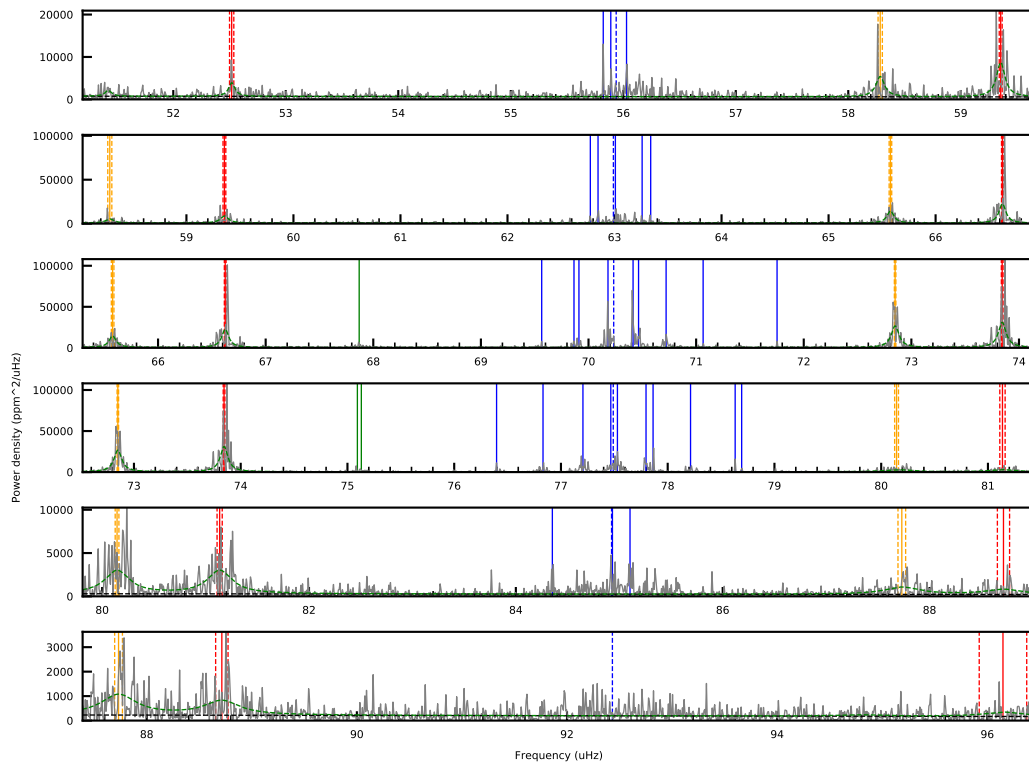 20000
10000
0
52 53 54 55 56 57 58 59
100000
50000
0
59 60 61 62 63 64 65 66
100000
50000
0
66 67 68 69 70 71 72 73 74
100000
50000
0
73 74 75 76 77 78 79 80 81
10000
5000
0
80 82 84 86 88
3000
2000
1000
0
88 90 92 94 96
Power density (ppm^2/uHz)
Frequency (uHz)